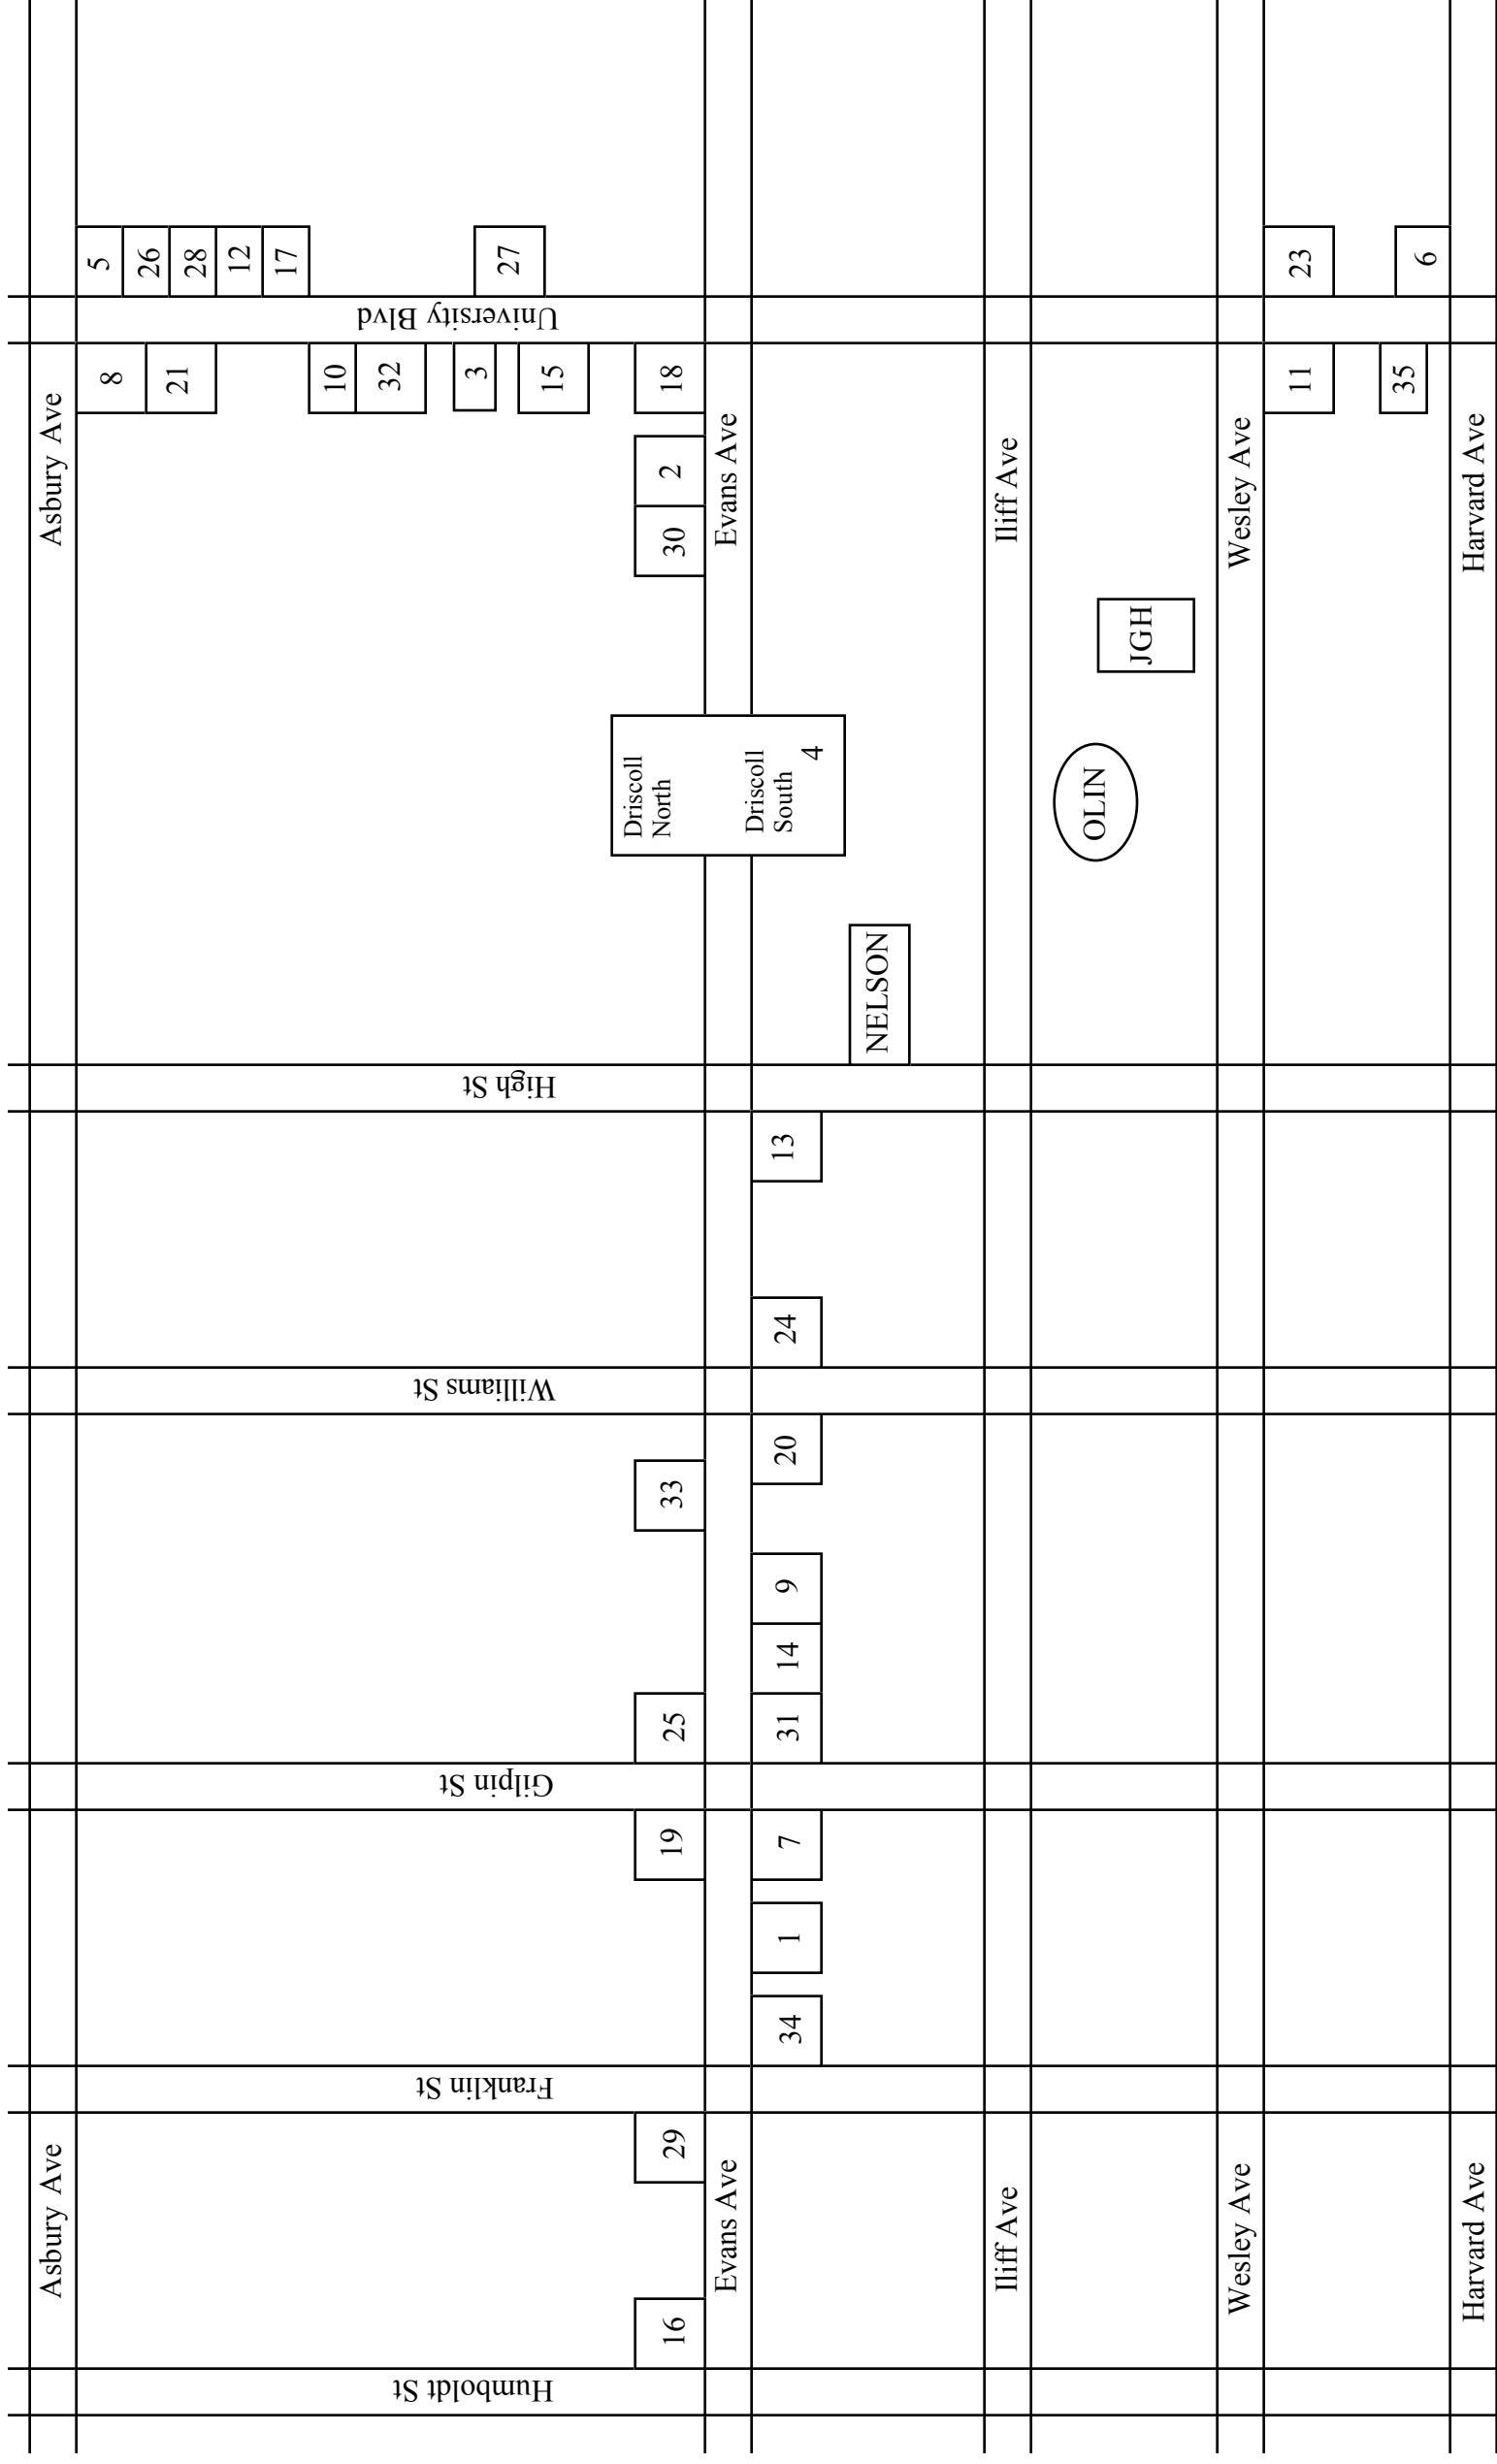 Asbury Ave
Asbury Ave
Evans Ave
Evans Ave
Iliff Ave
Iliff Ave
Wesley Ave
Wesley Ave
Harvard Ave
Harvard Ave
Humboldt St
Franklin St
Gilpin St
Williams St
High St
University Blvd
16
29
19
25
33
30
2
18
Driscoll
North
Driscoll
South
4
34
1
7
31
14
9
20
24
13
NELSON
OLIN
JGH
8
21
10
32
3
15
5
26
28
12
17
27
11
35
23
6